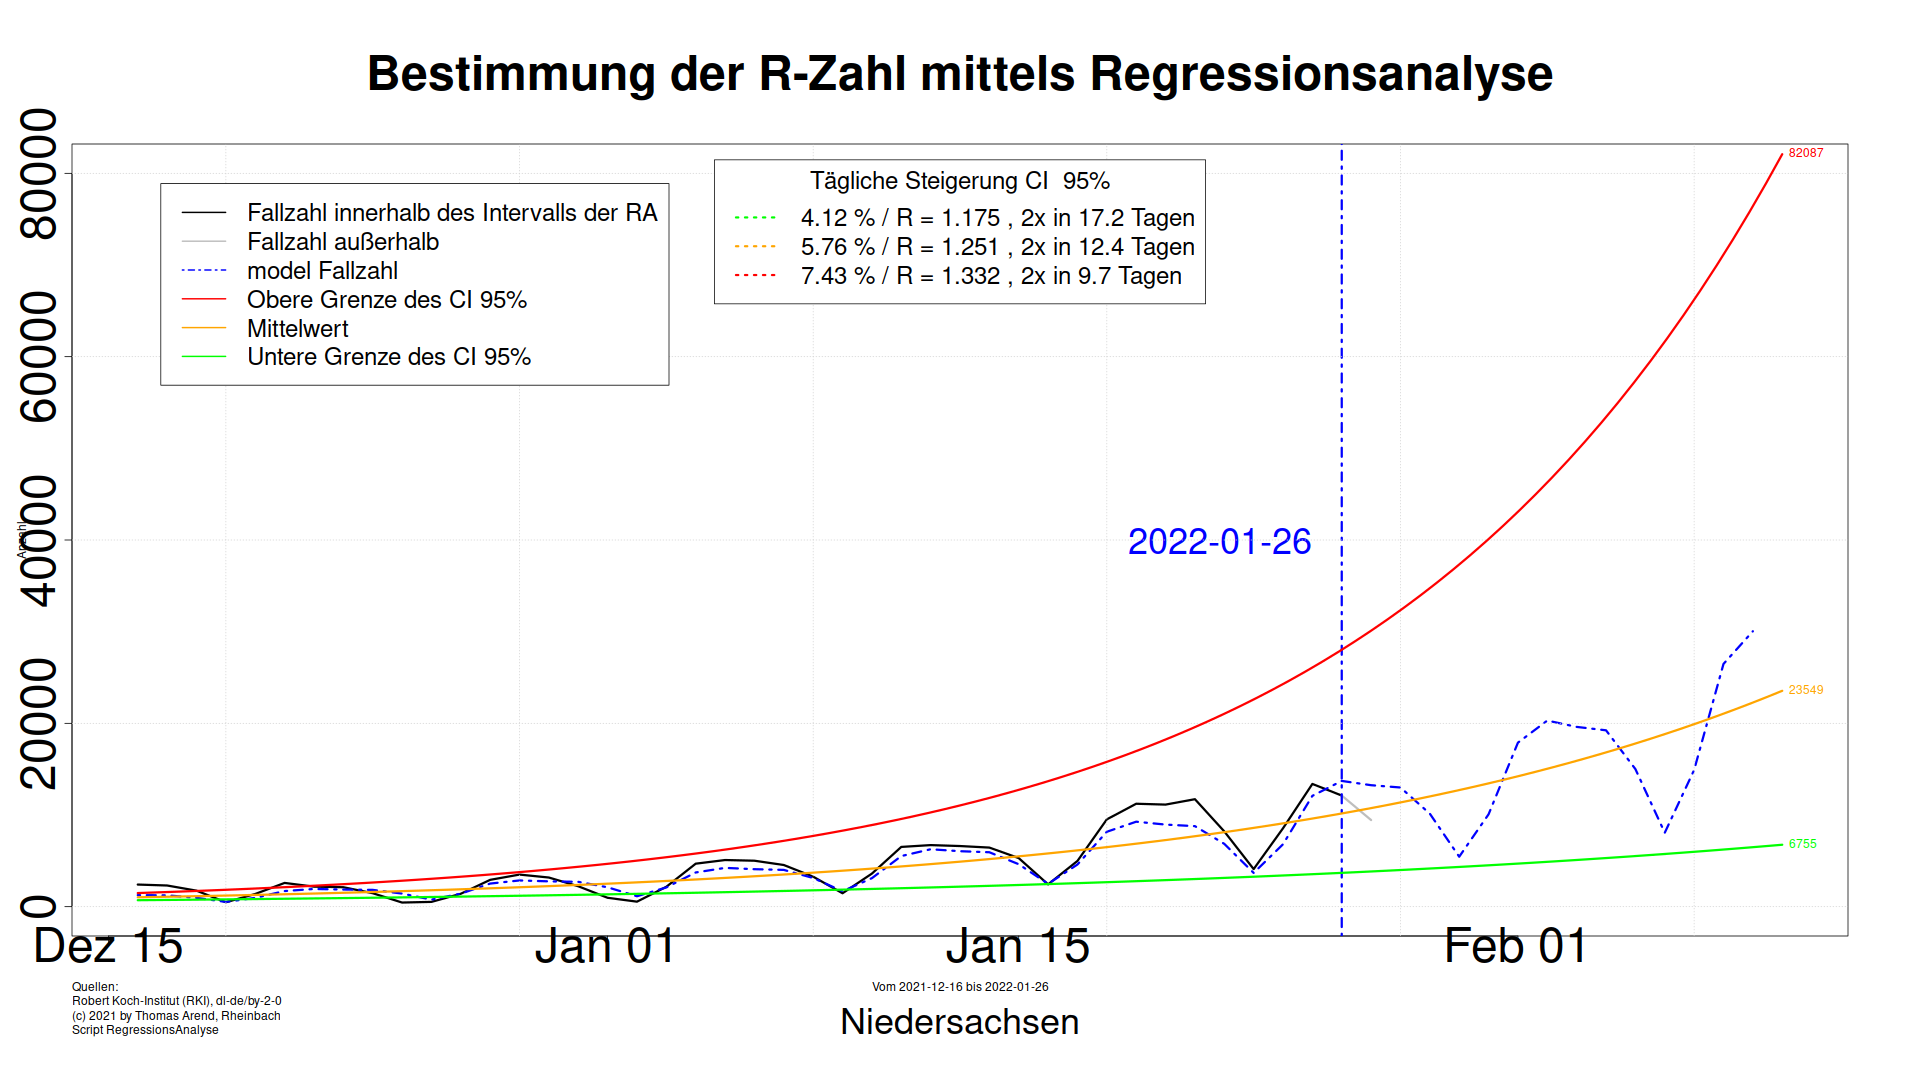 Bestimmung der R-Zahl mittels Regressionsanalyse
Anzahl
80000
60000
40000
20000
0
Fallzahl innerhalb des Intervalls der RA
Fallzahl außerhalb
model Fallzahl
Obere Grenze des CI 95%
Mittelwert
Untere Grenze des CI 95%
Tägliche Steigerung CI 95%
4.12 % / R = 1.175 , 2x in 17.2 Tagen
5.76 % / R = 1.251 , 2x in 12.4 Tagen
7.43 % / R = 1.332 , 2x in 9.7 Tagen
82087
2022-01-26
23549
6755
Dez 15
Jan 01
Jan 15
Feb 01
Quellen:
Robert Koch-Institut (RKI), dl-de/by-2-0
(c) 2021 by Thomas Arend, Rheinbach
Script RegressionsAnalyse
Vom 2021-12-16 bis 2022-01-26
Niedersachsen